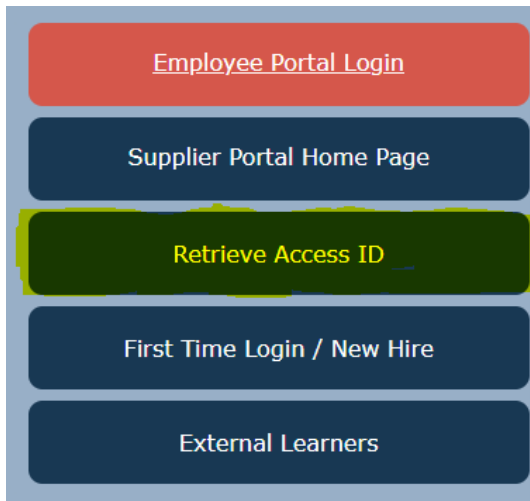 Employee Portal Login
Supplier Portal Home Page
Retrieve Access ID
First Time Login / New Hire
External Learners